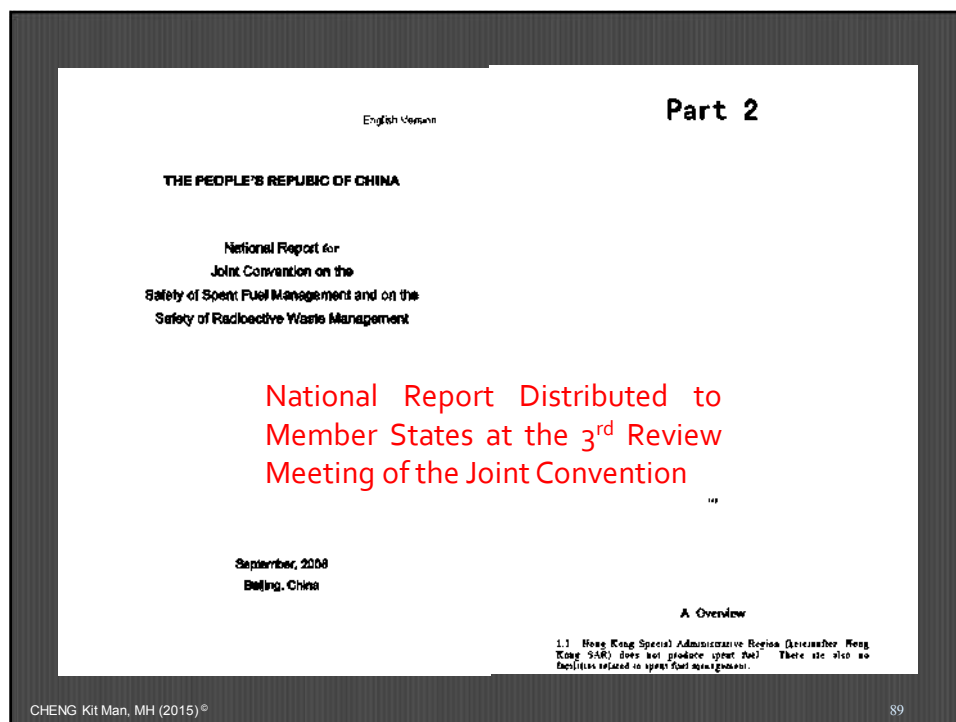 English Version
THE PEOPLE'S REPUBIC OF CHINA
National Report for
Joint Convention on the
Safety of Spent Fuel Management and on the
Safety of Radioactive Waste Management
September, 2008
Beijing, China
Part 2
A Overview
1.1 Hong Kong Special Administrative Region (hereinafter Hong
Kong SAR) does not produce spent fuel There are also no
facilities related to spent fuel management.
National Report Distributed to
Member States at the 3rd Review
Meeting of the Joint Convention
CHENG Kit Man, MH (2015) ©
89